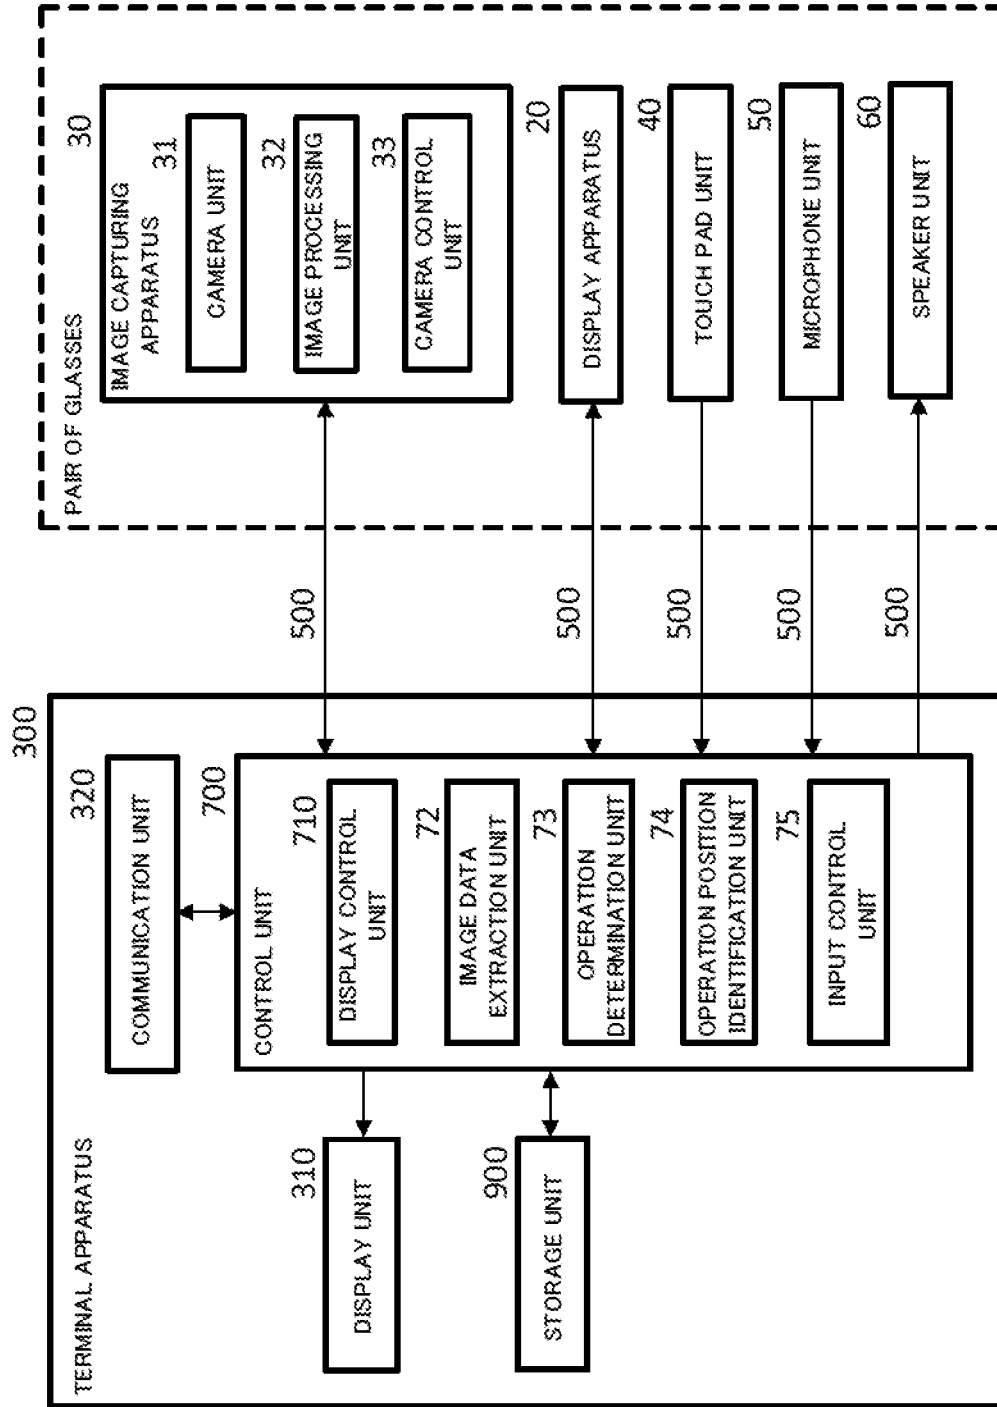 300
TERMINAL APPARATUS
320
COMMUNICATION UNIT
700
CONTROL UNIT
710
DISPLAY CONTROL
UNIT
72
IMAGE DATA
EXTRACTION UNIT
73
OPERATION
DETERMINATION UNIT
74
OPERATION POSITION
IDENTIFICATION UNIT
75
INPUT CONTROL
UNIT
310
DISPLAY UNIT
900
STORAGE UNIT
500
500
500
500
500
PAIR OF GLASSES
30
IMAGE CAPTURING
APPARATUS
31
CAMERA UNIT
32
IMAGE PROCESSING
UNIT
33
CAMERA CONTROL
UNIT
20
DISPLAY APPARATUS
40
TOUCH PAD UNIT
50
MICROPHONE UNIT
60
SPEAKER UNIT